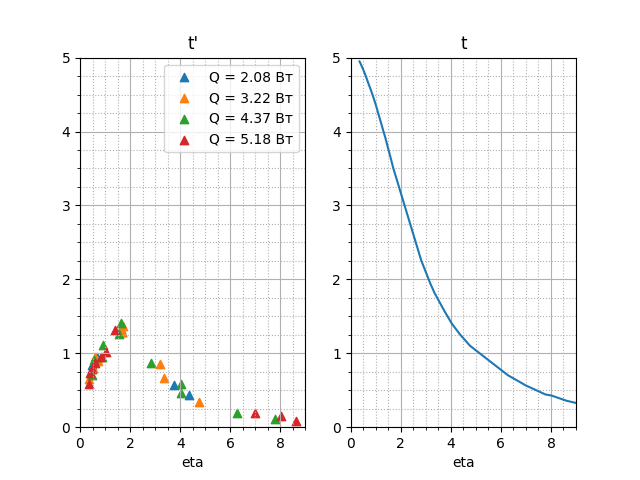 t'
t
Q = 2.08 Вт
Q = 3.22 Вт
Q = 4.37 Вт
Q = 5.18 Вт
5
4
3
2
1
0
0 2 4 6 8
eta
5
4
3
2
1
0
0 2 4 6 8
eta